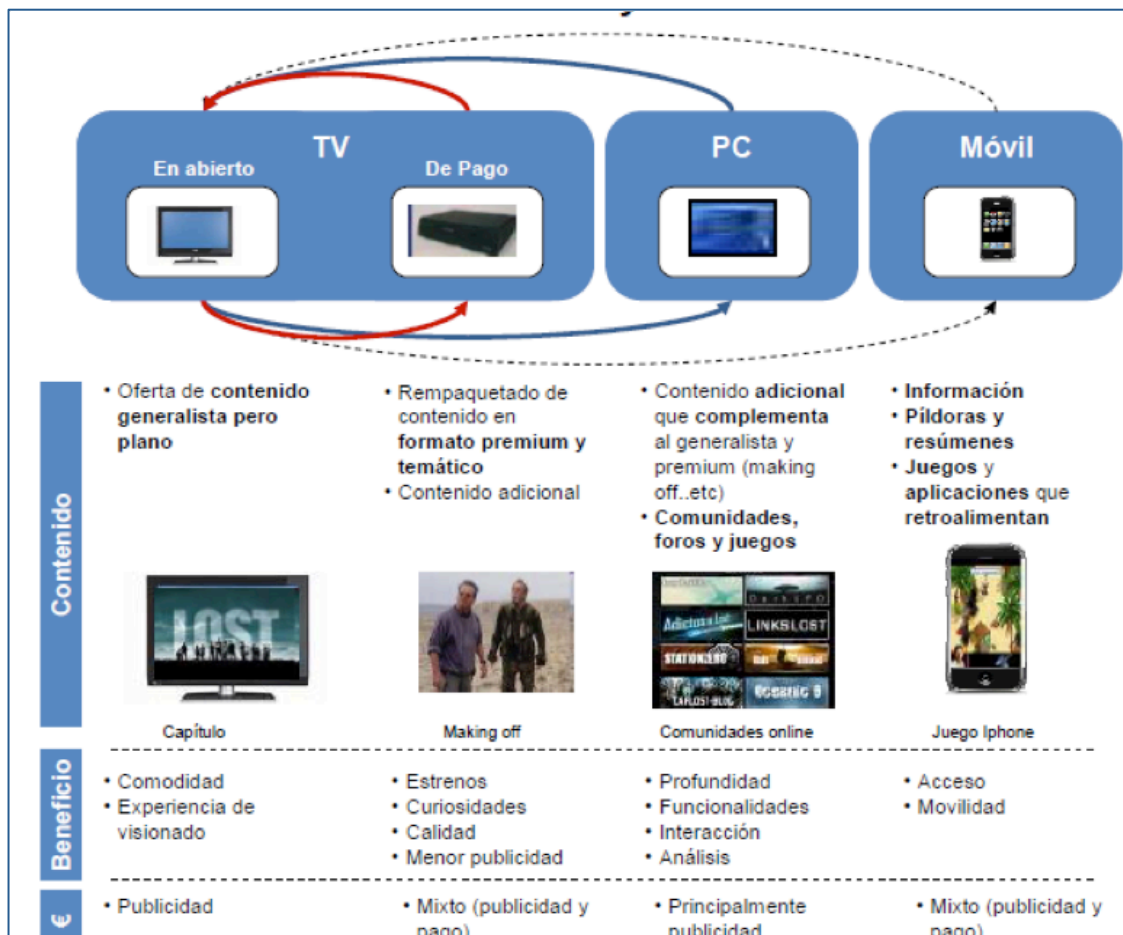 TV
En abierto
De Pago
PC
Móvil
Contenido
• Oferta de contenido
generalista pero
plano
• Rempaquetado de
contenido en
formato premium y
temático
• Contenido adicional
• Contenido adicional
que complementa
al generalista y
premium (making
off..etc)
• Comunidades,
foros y juegos
• Información
• Píldoras y
resúmenes
• Juegos y
aplicaciones que
retroalimentan
LOST
LINKSLOST
Capítulo
Making off
Comunidades online
Juego Iphone
Beneficio
• Comodidad
• Experiencia de
visionado
• Estrenos
• Curiosidades
• Calidad
• Menor publicidad
• Profundidad
• Funcionalidades
• Interacción
• Análisis
• Acceso
• Movilidad
€
• Publicidad
• Mixto (publicidad y
pago)
• Principalmente
publicidad
• Mixto (publicidad y
pago)